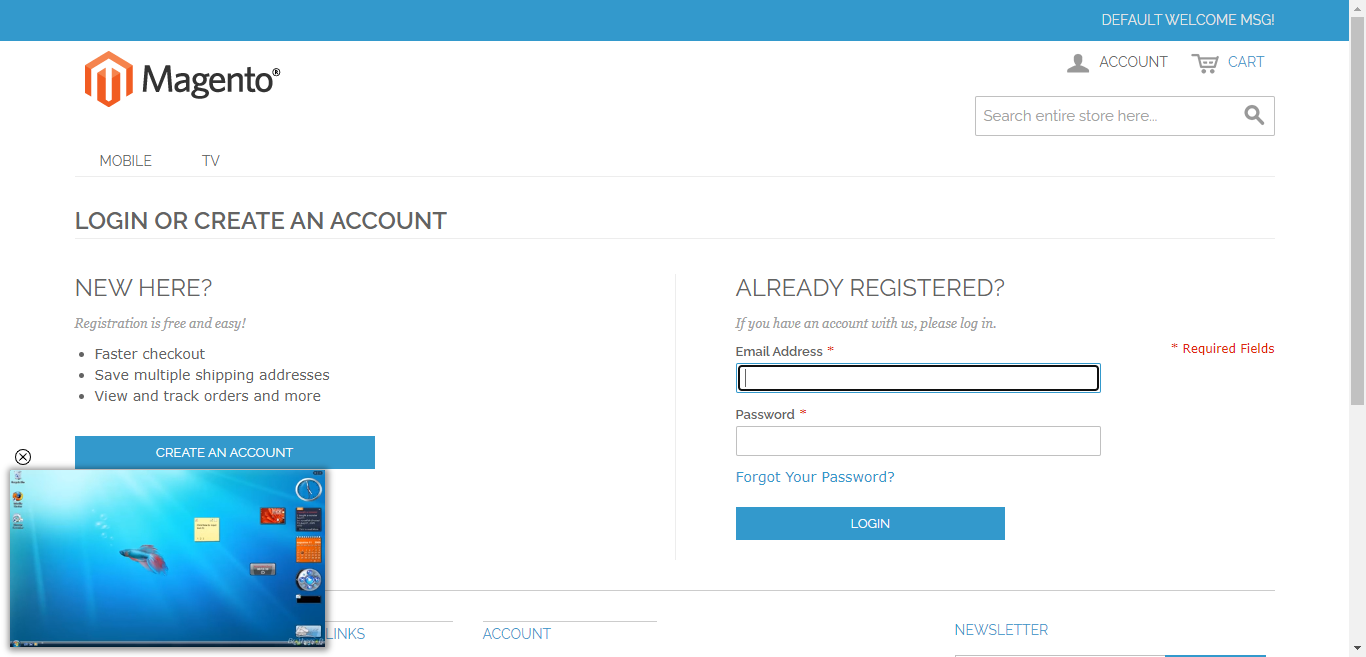 DEFAULT WELCOME MSG!
Magento®
ACCOUNT
CART
Search entire store here...
MOBILE
TV
LOGIN OR CREATE AN ACCOUNT
NEW HERE?
Registration is free and easy!
Faster checkout
Save multiple shipping addresses
View and track orders and more
CREATE AN ACCOUNT
ALREADY REGISTERED?
If you have an account with us, please log in.
* Required Fields
Email Address *
Password *
Forgot Your Password?
LOGIN
LINKS
ACCOUNT
NEWSLETTER